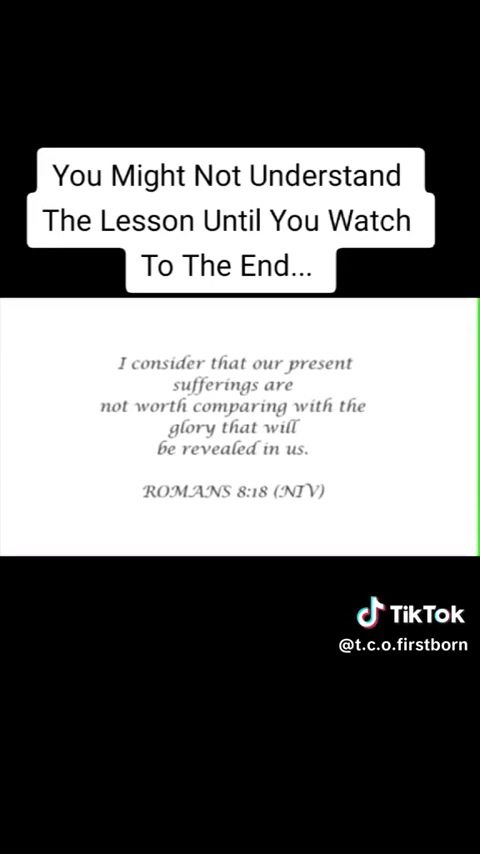 You Might Not Understand
The Lesson Until You Watch
To The End...
I consider that our present
sufferings are
not worth comparing with the
glory that will
be revealed in us.
ROMANS 8:18 (NIV)
TikTok
@t.c.o.firstborn